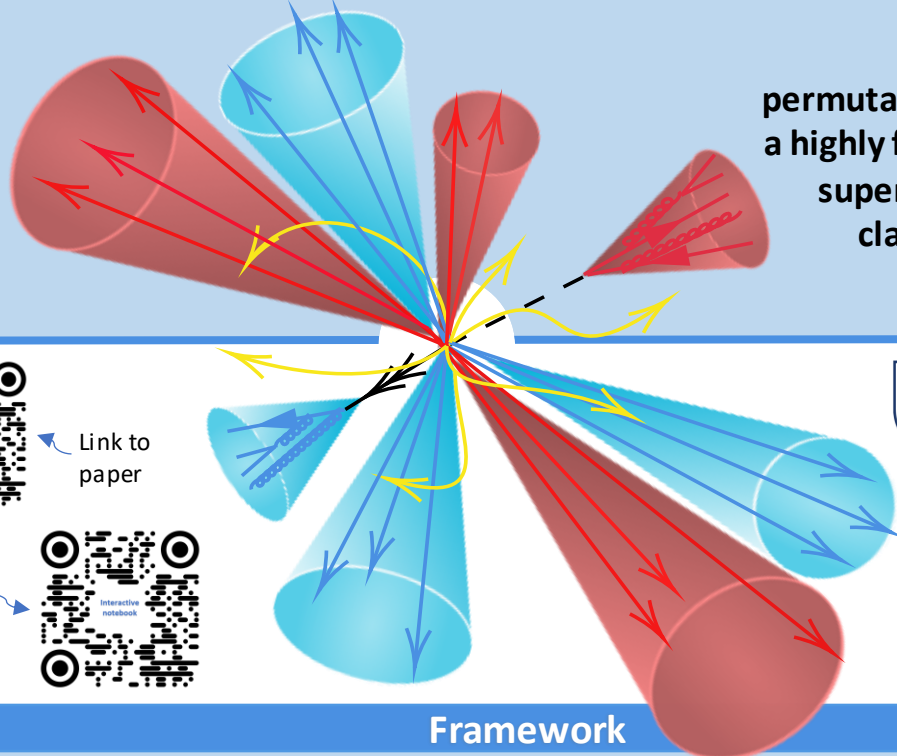 permuta
a highly f
super
cla
Link to
paper
Interactive
notebook
Framework